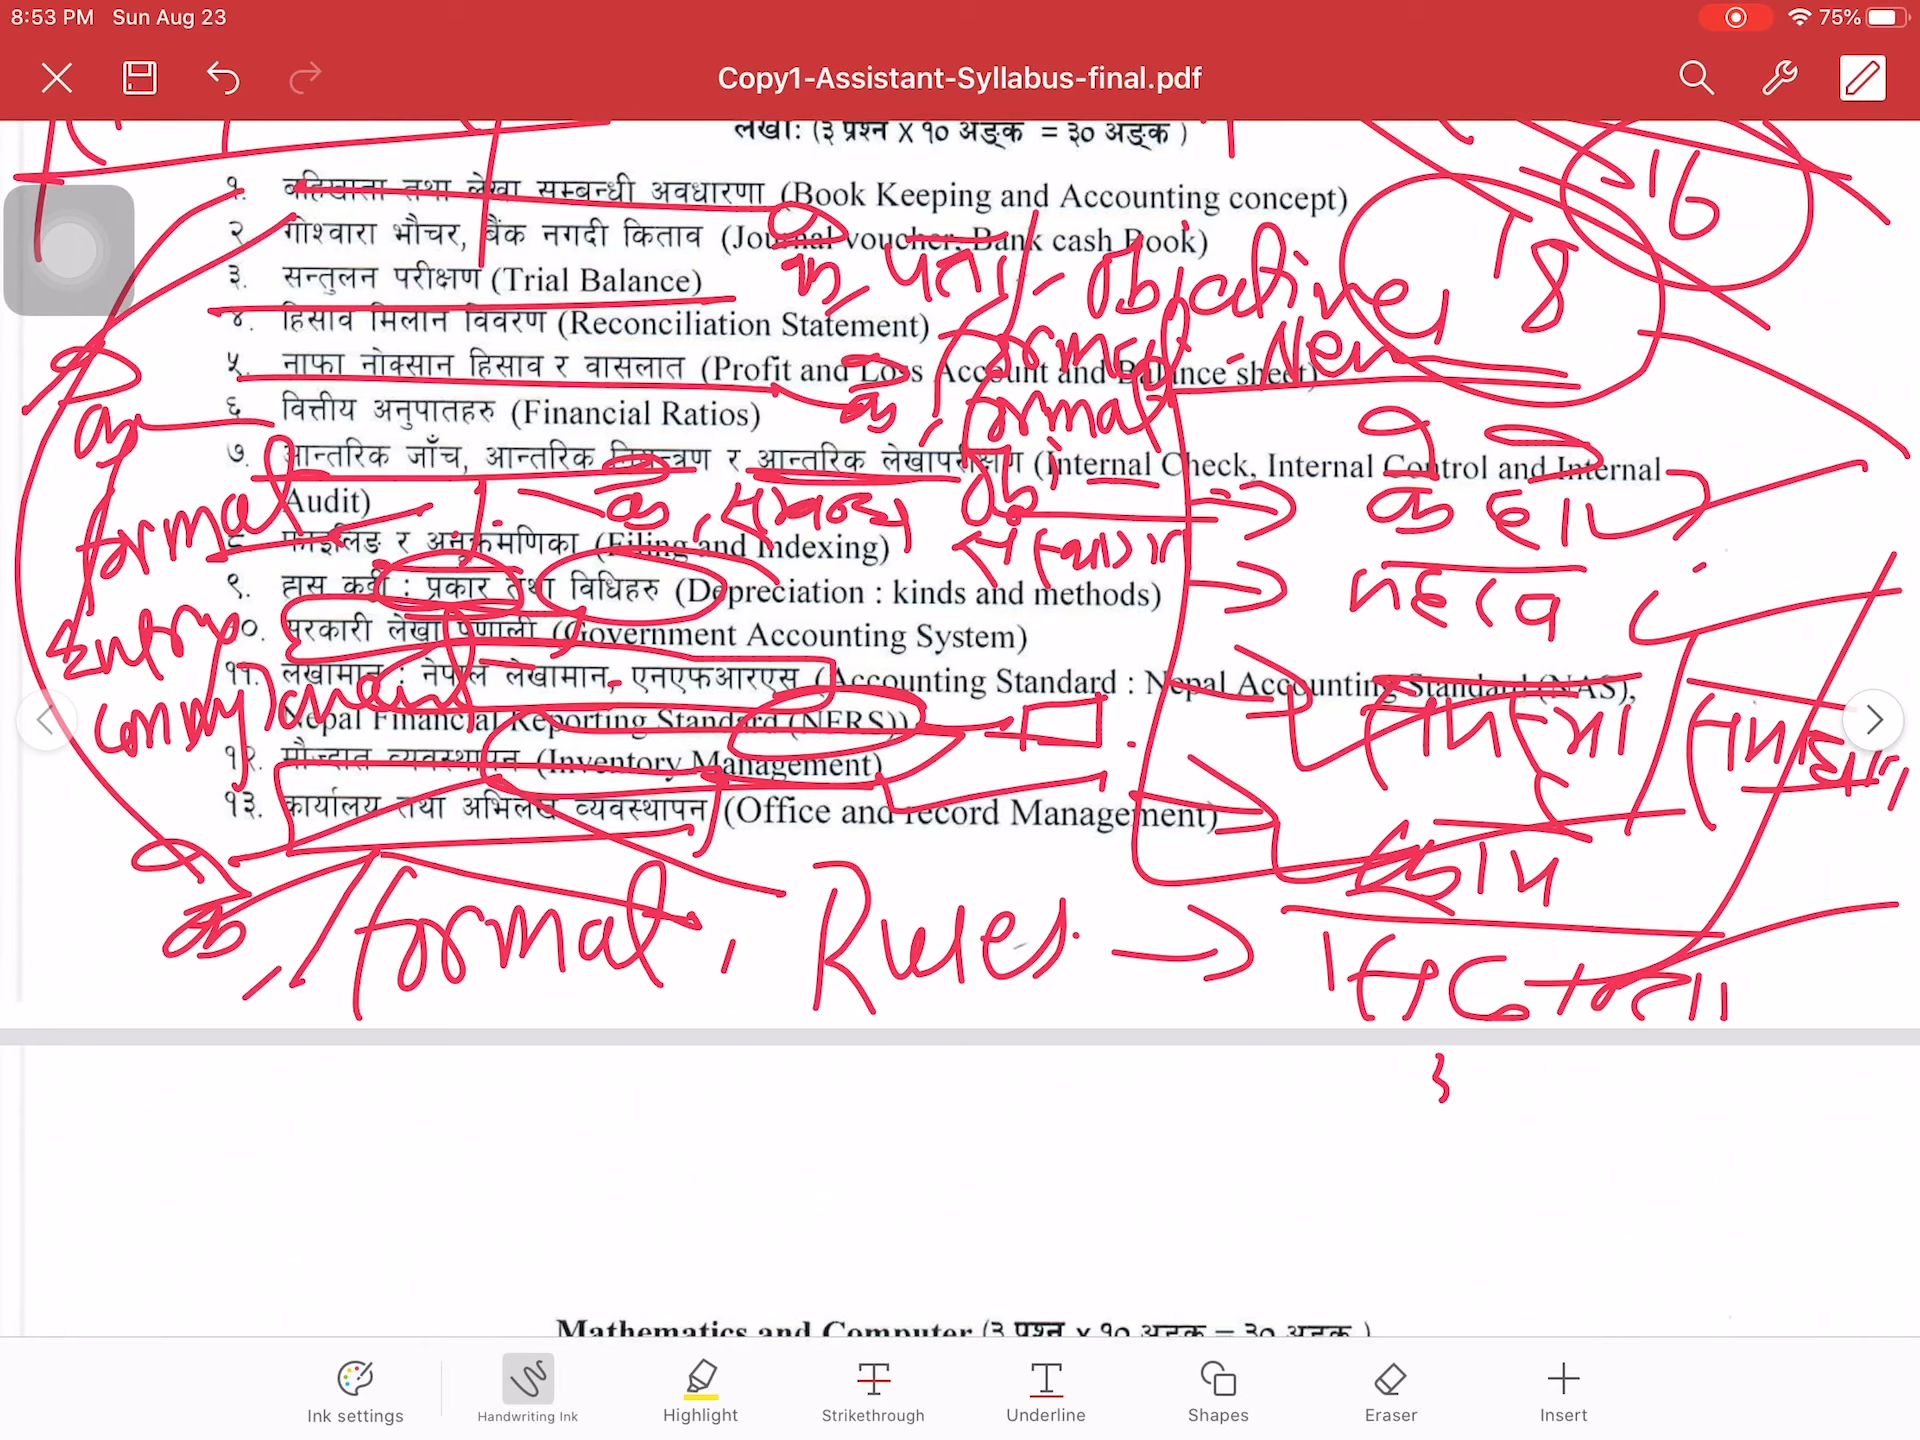 8:53 PM Sun Aug 23 75%
Copy1-Assistant-Syllabus-final.pdf
लेखाः (३ प्रश्न X १० अङ्क = ३० अङ्क )
१. बहिखाता तथा लेखा सम्बन्धी अवधारणा (Book Keeping and Accounting concept)
16
२. गोश्वारा भौचर, बैंक नगदी किताव (Journal voucher, Bank cash Book)
३. सन्तुलन परीक्षण (Trial Balance)
Objective, 8
४. हिसाव मिलान विवरण (Reconciliation Statement)
format - New
५. नाफा नोक्सान हिसाव र वासलात (Profit and Loss Account and Balance sheet)
६ वित्तीय अनुपातहरु (Financial Ratios)
format
७. आन्तरिक जाँच, आन्तरिक नियन्त्रण र आन्तरिक लेखापरीक्षण (Internal Check, Internal Control and Internal
Audit)
format
८. फाइलिङ र अनुक्रमणिका (Filing and Indexing)
९. ह्रास कट्टी : प्रकार तथा विधिहरु (Depreciation : kinds and methods)
महत्व
Entry
१०. सरकारी लेखा प्रणाली (Government Accounting System)
११. लेखामान : नेपाल लेखामान, एनएफआरएस (Accounting Standard : Nepal Accounting Standard (NAS),
Nepal Financial Reporting Standard (NFRS))
१२. मौज्दात व्यवस्थापन (Inventory Management)
१३. कार्यालय तथा अभिलेख व्यवस्थापन (Office and record Management)
format, Rules →
Mathematics and Computer (३ प्रश्न x १० अङ्क = ३० अङ्क )
Ink settings Handwriting Ink Highlight Strikethrough Underline Shapes Eraser Insert